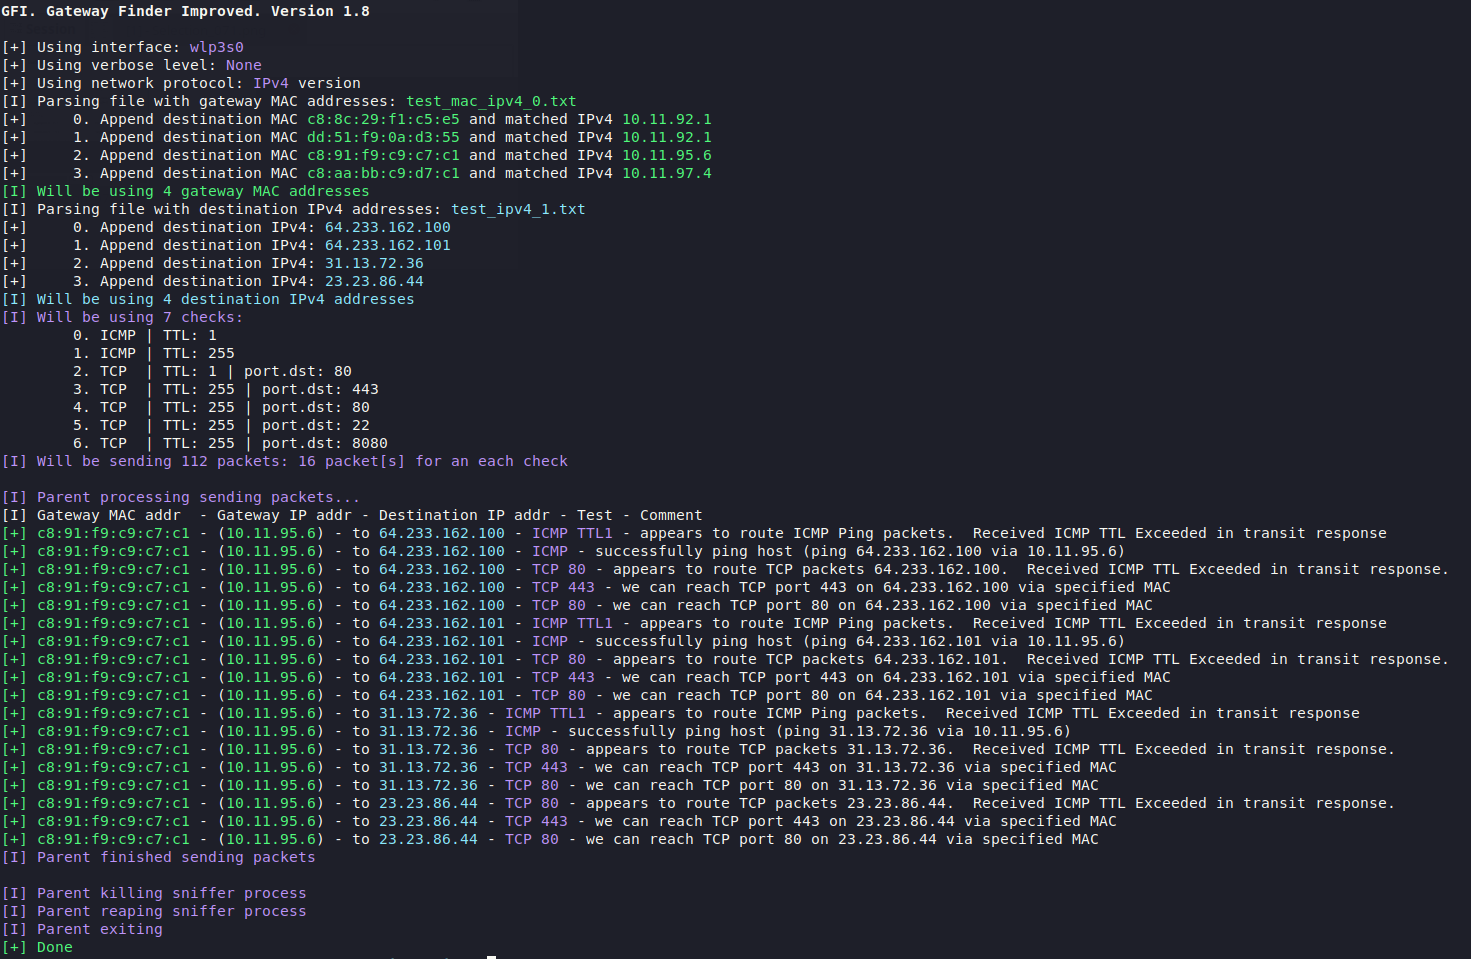 GFI. Gateway Finder Improved. Version 1.8
[+] Using interface: wlp3s0
[+] Using verbose level: None
[+] Using network protocol: IPv4 version
[I] Parsing file with gateway MAC addresses: test_mac_ipv4_0.txt
[+]     0. Append destination MAC c8:8c:29:f1:c5:e5 and matched IPv4 10.11.92.1
[+]     1. Append destination MAC dd:51:f9:0a:d3:55 and matched IPv4 10.11.92.1
[+]     2. Append destination MAC c8:91:f9:c9:c7:c1 and matched IPv4 10.11.95.6
[+]     3. Append destination MAC c8:aa:bb:c9:d7:c1 and matched IPv4 10.11.97.4
[I] Will be using 4 gateway MAC addresses
[I] Parsing file with destination IPv4 addresses: test_ipv4_1.txt
[+]     0. Append destination IPv4: 64.233.162.100
[+]     1. Append destination IPv4: 64.233.162.101
[+]     2. Append destination IPv4: 31.13.72.36
[+]     3. Append destination IPv4: 23.23.86.44
[I] Will be using 4 destination IPv4 addresses
[I] Will be using 7 checks:
        0. ICMP | TTL: 1
        1. ICMP | TTL: 255
        2. TCP  | TTL: 1 | port.dst: 80
        3. TCP  | TTL: 255 | port.dst: 443
        4. TCP  | TTL: 255 | port.dst: 80
        5. TCP  | TTL: 255 | port.dst: 22
        6. TCP  | TTL: 255 | port.dst: 8080
[I] Will be sending 112 packets: 16 packet[s] for an each check
[I] Parent processing sending packets...
[I] Gateway MAC addr  - Gateway IP addr - Destination IP addr - Test - Comment
[+] c8:91:f9:c9:c7:c1 - (10.11.95.6) - to 64.233.162.100 - ICMP TTL1 - appears to route ICMP Ping packets.  Received ICMP TTL Exceeded in transit response
[+] c8:91:f9:c9:c7:c1 - (10.11.95.6) - to 64.233.162.100 - ICMP - successfully ping host (ping 64.233.162.100 via 10.11.95.6)
[+] c8:91:f9:c9:c7:c1 - (10.11.95.6) - to 64.233.162.100 - TCP 80 - appears to route TCP packets 64.233.162.100.  Received ICMP TTL Exceeded in transit response.
[+] c8:91:f9:c9:c7:c1 - (10.11.95.6) - to 64.233.162.100 - TCP 443 - we can reach TCP port 443 on 64.233.162.100 via specified MAC
[+] c8:91:f9:c9:c7:c1 - (10.11.95.6) - to 64.233.162.100 - TCP 80 - we can reach TCP port 80 on 64.233.162.100 via specified MAC
[+] c8:91:f9:c9:c7:c1 - (10.11.95.6) - to 64.233.162.101 - ICMP TTL1 - appears to route ICMP Ping packets.  Received ICMP TTL Exceeded in transit response
[+] c8:91:f9:c9:c7:c1 - (10.11.95.6) - to 64.233.162.101 - ICMP - successfully ping host (ping 64.233.162.101 via 10.11.95.6)
[+] c8:91:f9:c9:c7:c1 - (10.11.95.6) - to 64.233.162.101 - TCP 80 - appears to route TCP packets 64.233.162.101.  Received ICMP TTL Exceeded in transit response.
[+] c8:91:f9:c9:c7:c1 - (10.11.95.6) - to 64.233.162.101 - TCP 443 - we can reach TCP port 443 on 64.233.162.101 via specified MAC
[+] c8:91:f9:c9:c7:c1 - (10.11.95.6) - to 64.233.162.101 - TCP 80 - we can reach TCP port 80 on 64.233.162.101 via specified MAC
[+] c8:91:f9:c9:c7:c1 - (10.11.95.6) - to 31.13.72.36 - ICMP TTL1 - appears to route ICMP Ping packets.  Received ICMP TTL Exceeded in transit response
[+] c8:91:f9:c9:c7:c1 - (10.11.95.6) - to 31.13.72.36 - ICMP - successfully ping host (ping 31.13.72.36 via 10.11.95.6)
[+] c8:91:f9:c9:c7:c1 - (10.11.95.6) - to 31.13.72.36 - TCP 80 - appears to route TCP packets 31.13.72.36.  Received ICMP TTL Exceeded in transit response.
[+] c8:91:f9:c9:c7:c1 - (10.11.95.6) - to 31.13.72.36 - TCP 443 - we can reach TCP port 443 on 31.13.72.36 via specified MAC
[+] c8:91:f9:c9:c7:c1 - (10.11.95.6) - to 31.13.72.36 - TCP 80 - we can reach TCP port 80 on 31.13.72.36 via specified MAC
[+] c8:91:f9:c9:c7:c1 - (10.11.95.6) - to 23.23.86.44 - TCP 80 - appears to route TCP packets 23.23.86.44.  Received ICMP TTL Exceeded in transit response.
[+] c8:91:f9:c9:c7:c1 - (10.11.95.6) - to 23.23.86.44 - TCP 443 - we can reach TCP port 443 on 23.23.86.44 via specified MAC
[+] c8:91:f9:c9:c7:c1 - (10.11.95.6) - to 23.23.86.44 - TCP 80 - we can reach TCP port 80 on 23.23.86.44 via specified MAC
[I] Parent finished sending packets
[I] Parent killing sniffer process
[I] Parent reaping sniffer process
[I] Parent exiting
[+] Done